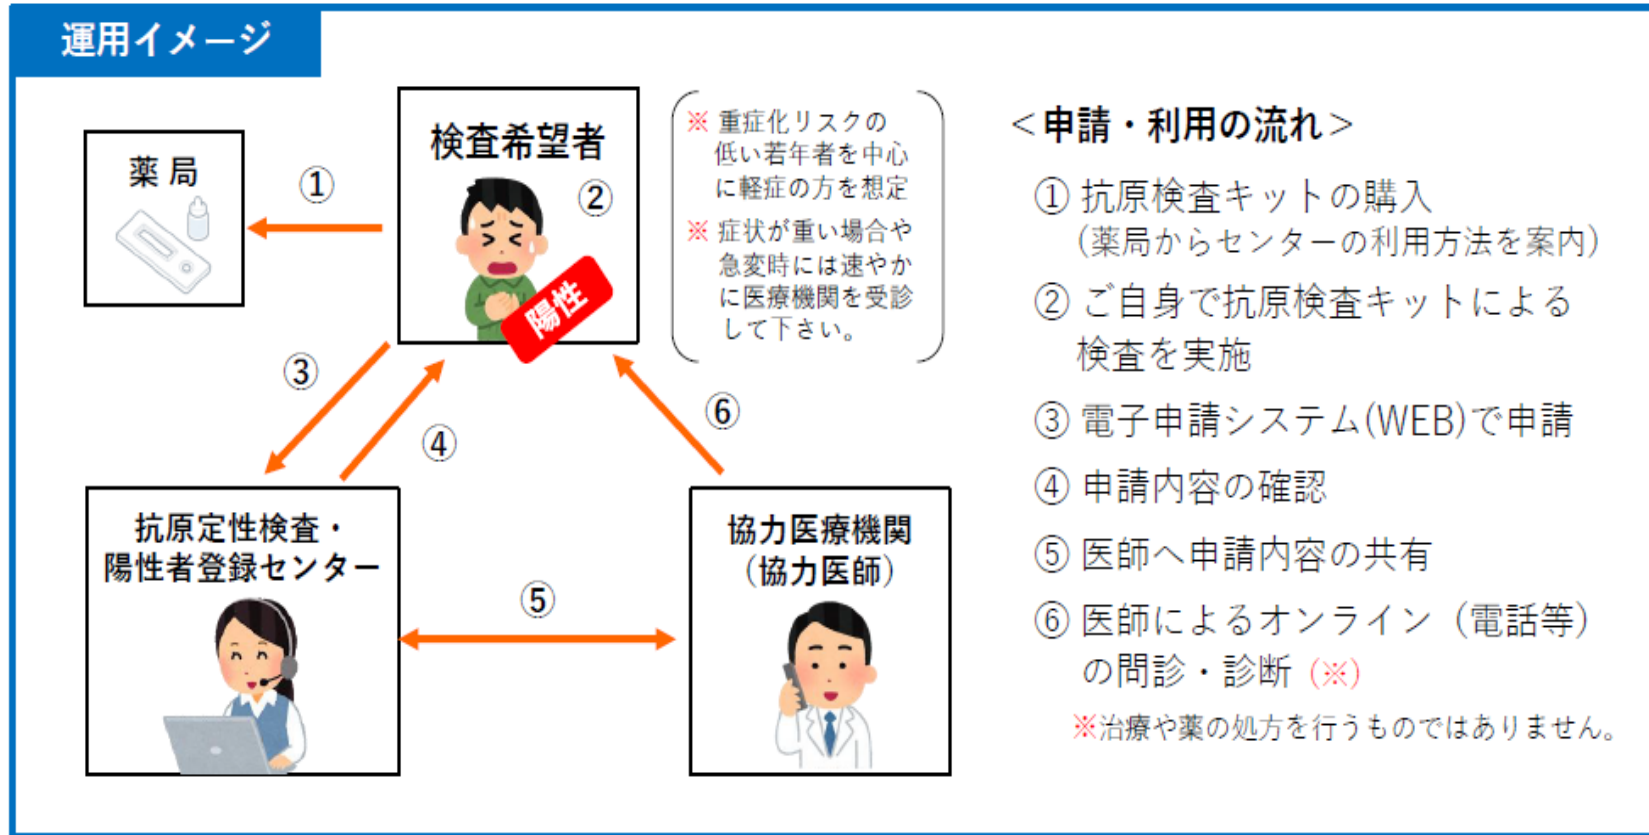 運用イメージ
薬 局
①
検査希望者
②
陽性
※ 重症化リスクの
低い若年者を中心
に軽症の方を想定
※ 症状が重い場合や
急変時には速やか
に医療機関を受診
して下さい。
③
④
⑥
抗原定性検査・
陽性者登録センター
⑤
協力医療機関
（協力医師）
＜申請・利用の流れ＞
① 抗原検査キットの購入
（薬局からセンターの利用方法を案内）
② ご自身で抗原検査キットによる
検査を実施
③ 電子申請システム(WEB)で申請
④ 申請内容の確認
⑤ 医師へ申請内容の共有
⑥ 医師によるオンライン（電話等）
の問診・診断（※）
※治療や薬の処方を行うものではありません。